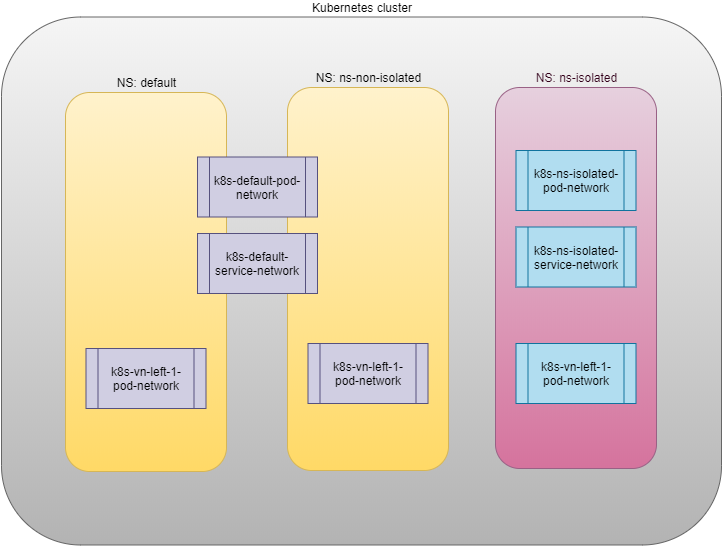 Kubernetes cluster
NS: default
NS: ns-non-isolated
NS: ns-isolated
k8s-default-pod-
network
k8s-default-
service-network
k8s-ns-isolated-
pod-network
k8s-ns-isolated-
service-network
k8s-vn-left-1-
pod-network
k8s-vn-left-1-
pod-network
k8s-vn-left-1-
pod-network